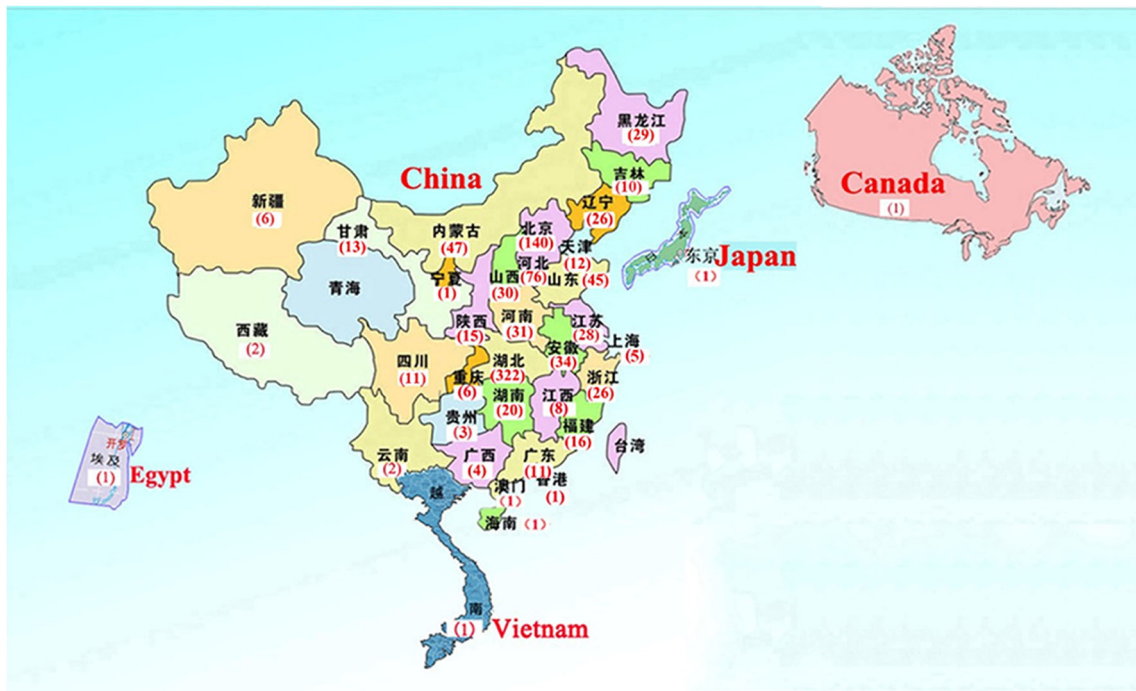 黑龙江
(29)
吉林
(10)
China
Canada
(1)
新疆
(6)
辽宁
(26)
甘肃
(13)
内蒙古
(47)
北京
(140)
天津
(12)
东京
(1)
Japan
河北
(76)
山西
(30)
山东 (45)
宁夏
(1)
青海
西藏
(2)
陕西
(15)
河南
(31)
江苏
(28)
上海
(5)
安徽
(34)
四川
(11)
重庆
(6)
湖北
(322)
浙江
(26)
湖南
(20)
江西
(8)
贵州
(3)
福建
(16)
台湾
云南
(2)
广西
(4)
广东
(11)
香港
(1)
澳门
(1)
海南 (1)
埃及
(1)
Egypt
越
南
(1)
Vietnam